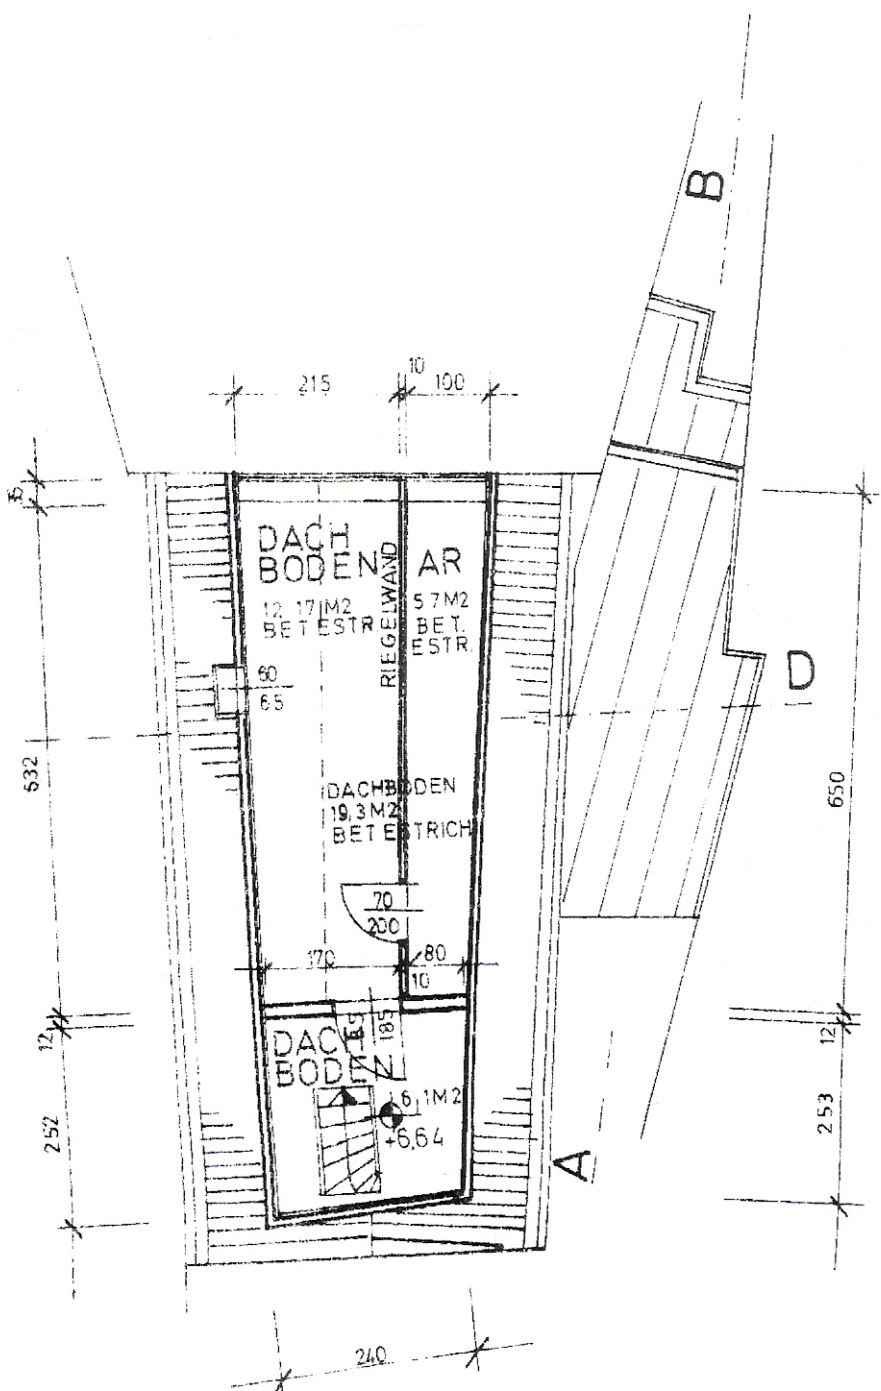 B
10
215
100
35
DACH
BODEN
12,17 M2
BET ESTR.
RIEGELWAND
AR
5.7 M2
BET.
ESTR.
60
65
D
532
650
DACHBODEN
19,3 M2
BET ESTRICH
70
200
170
80
10
12
12
185
DACH
BODEN
6,1 M2
+6,64
252
253
A
240